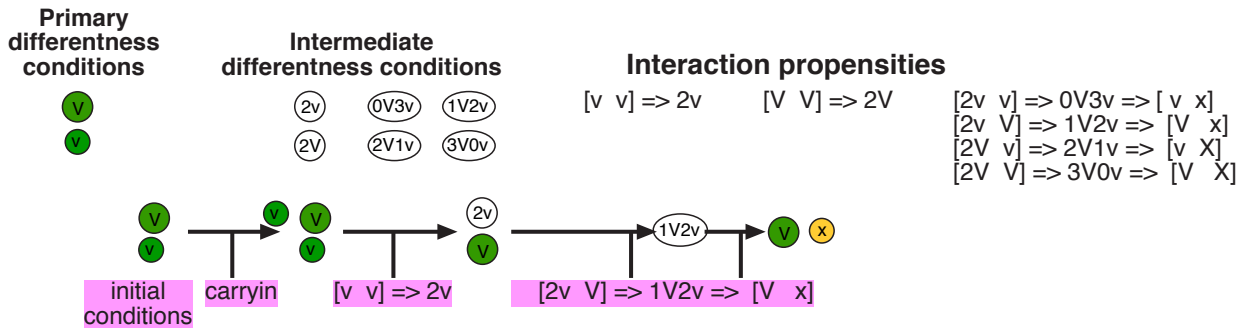 Primary
differentness
conditions
Intermediate
differentness conditions
Interaction propensities
V
v
2v 0V3v 1V2v
2V 2V1v 3V0v
[v v] => 2v [V V] => 2V
[2v v] => 0V3v => [ v x]
[2v V] => 1V2v => [V x]
[2V v] => 2V1v => [v X]
[2V V] => 3V0v => [V X]
V
v
v
V
v
2v
V
1V2v
V
x
initial
conditions
carryin
[v v] => 2v
[2v V] => 1V2v => [V x]